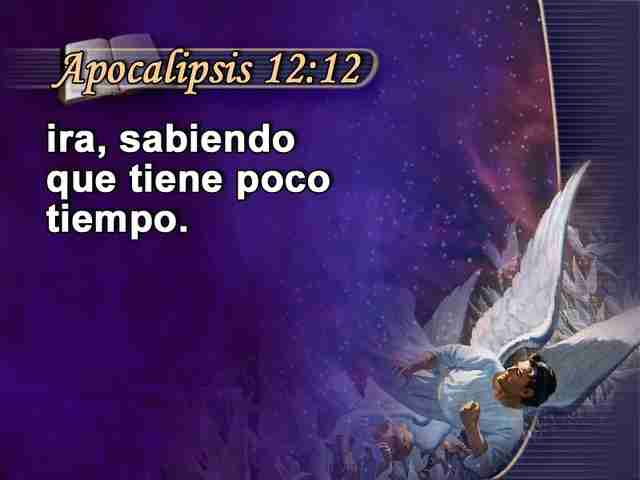 Apocalipsis 12:12
ira, sabiendo
que tiene poco
tiempo.